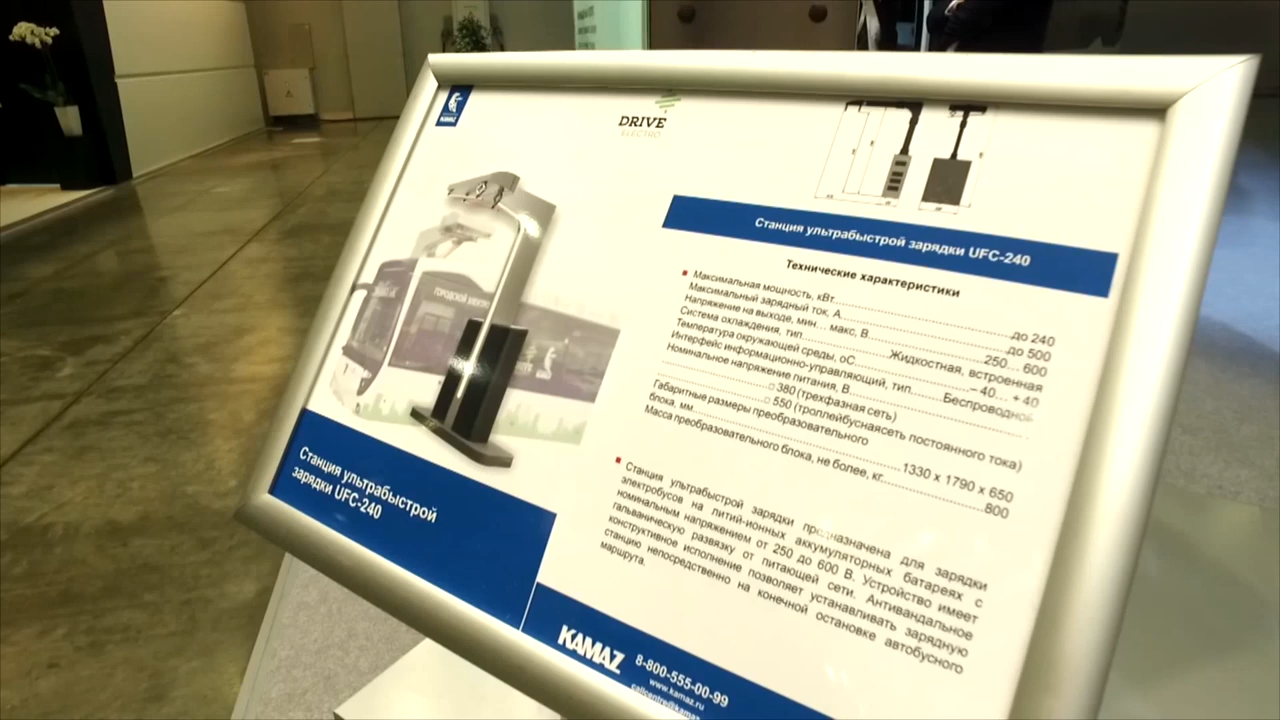 KAMAZ
DRIVE
ELECTRO
ГОРОДСКОЙ ЭЛЕКТРО
Станция ультрабыстрой
зарядки UFC-240
Станция ультрабыстрой зарядки UFC-240
Технические характеристики
Максимальная мощность, кВт до 240
Максимальный зарядный ток, А до 500
Напряжение на выходе, мин... макс, В 250... 600
Система охлаждения, тип Жидкостная, встроенная
Температура окружающей среды, оС – 40... + 40
Интерфейс информационно-управляющий, тип Беспроводной
Номинальное напряжение питания, В
380 (трехфазная сеть)
550 (троллейбуснаясеть постоянного тока)
Габаритные размеры преобразовательного
блока, мм 1330 x 1790 x 650
Масса преобразовательного блока, не более, кг 800
Станция ультрабыстрой зарядки предназначена для зарядки
электробусов на литий-ионных аккумуляторных батареях с
номинальным напряжением от 250 до 600 В. Устройство имеет
гальваническую развязку от питающей сети. Антивандальное
конструктивное исполнение позволяет устанавливать зарядную
станцию непосредственно на конечной остановке автобусного
маршрута.
KAMAZ
8-800-555-00-99
www.kamaz.ru
callcentre@kamaz